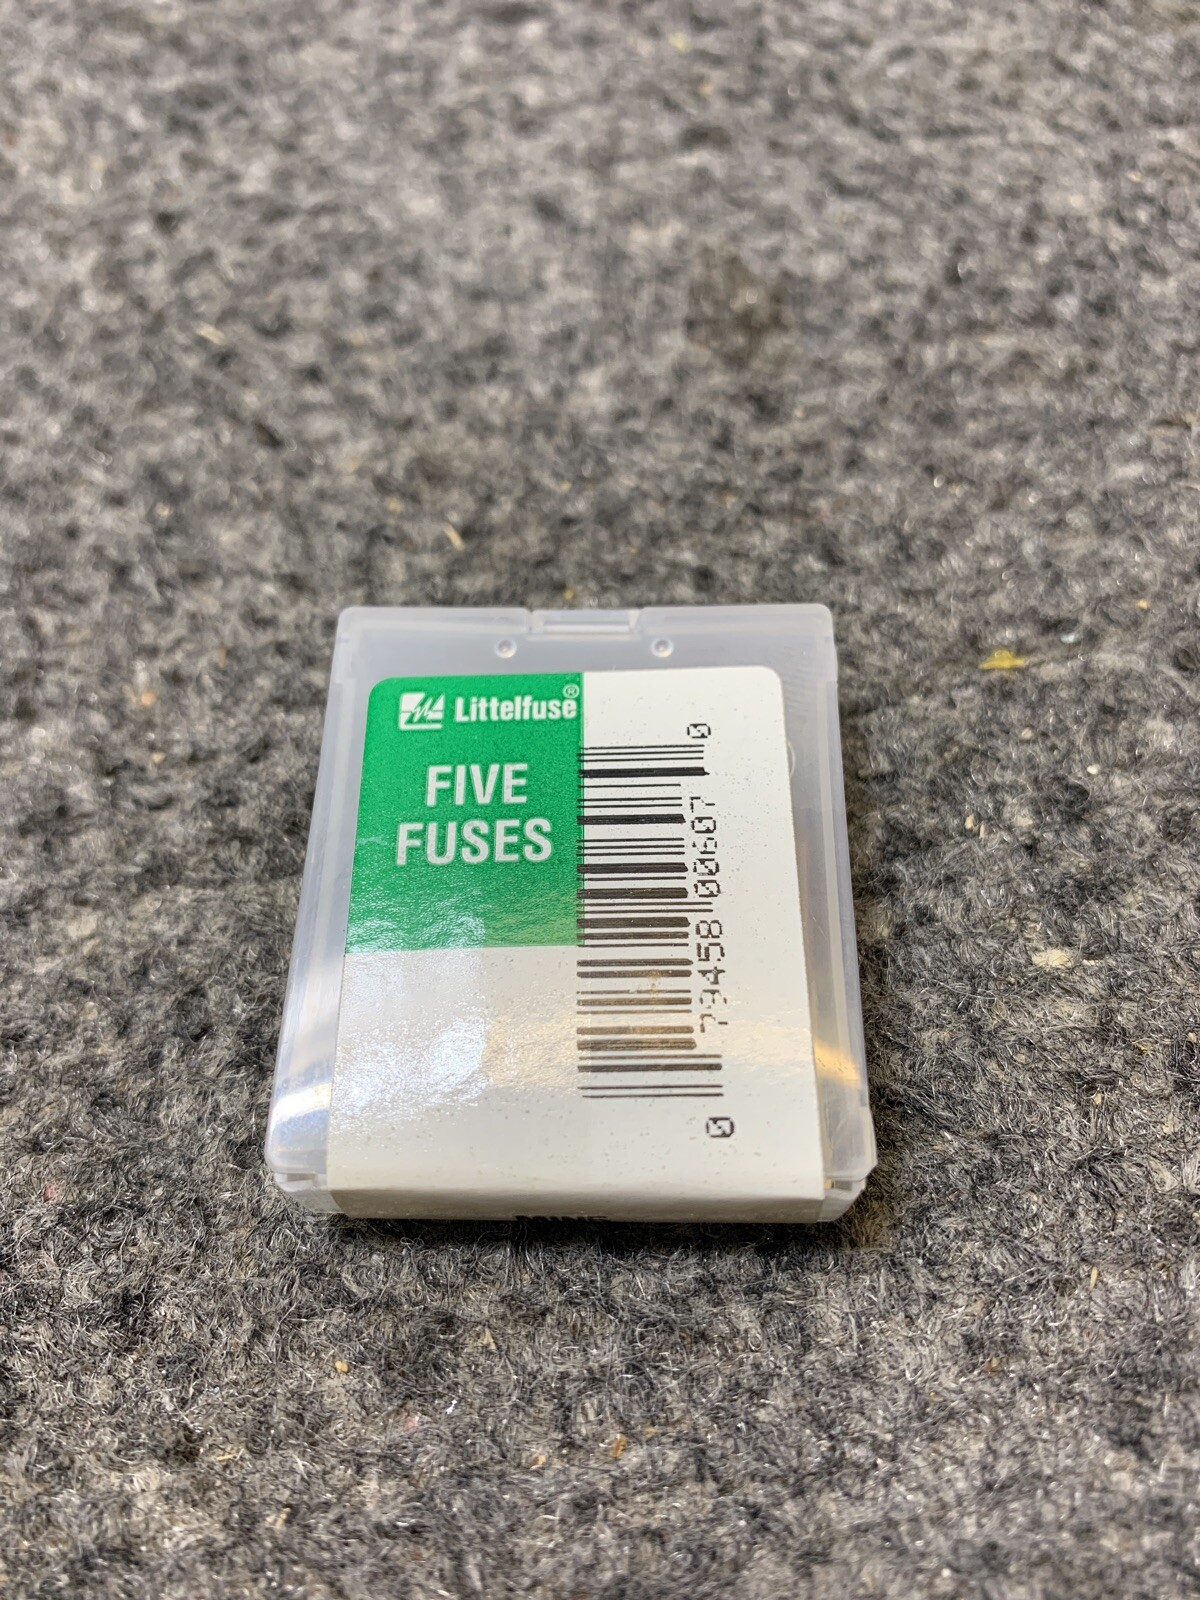 Littelfuse®
FIVE
FUSES
0 79458 00607 0